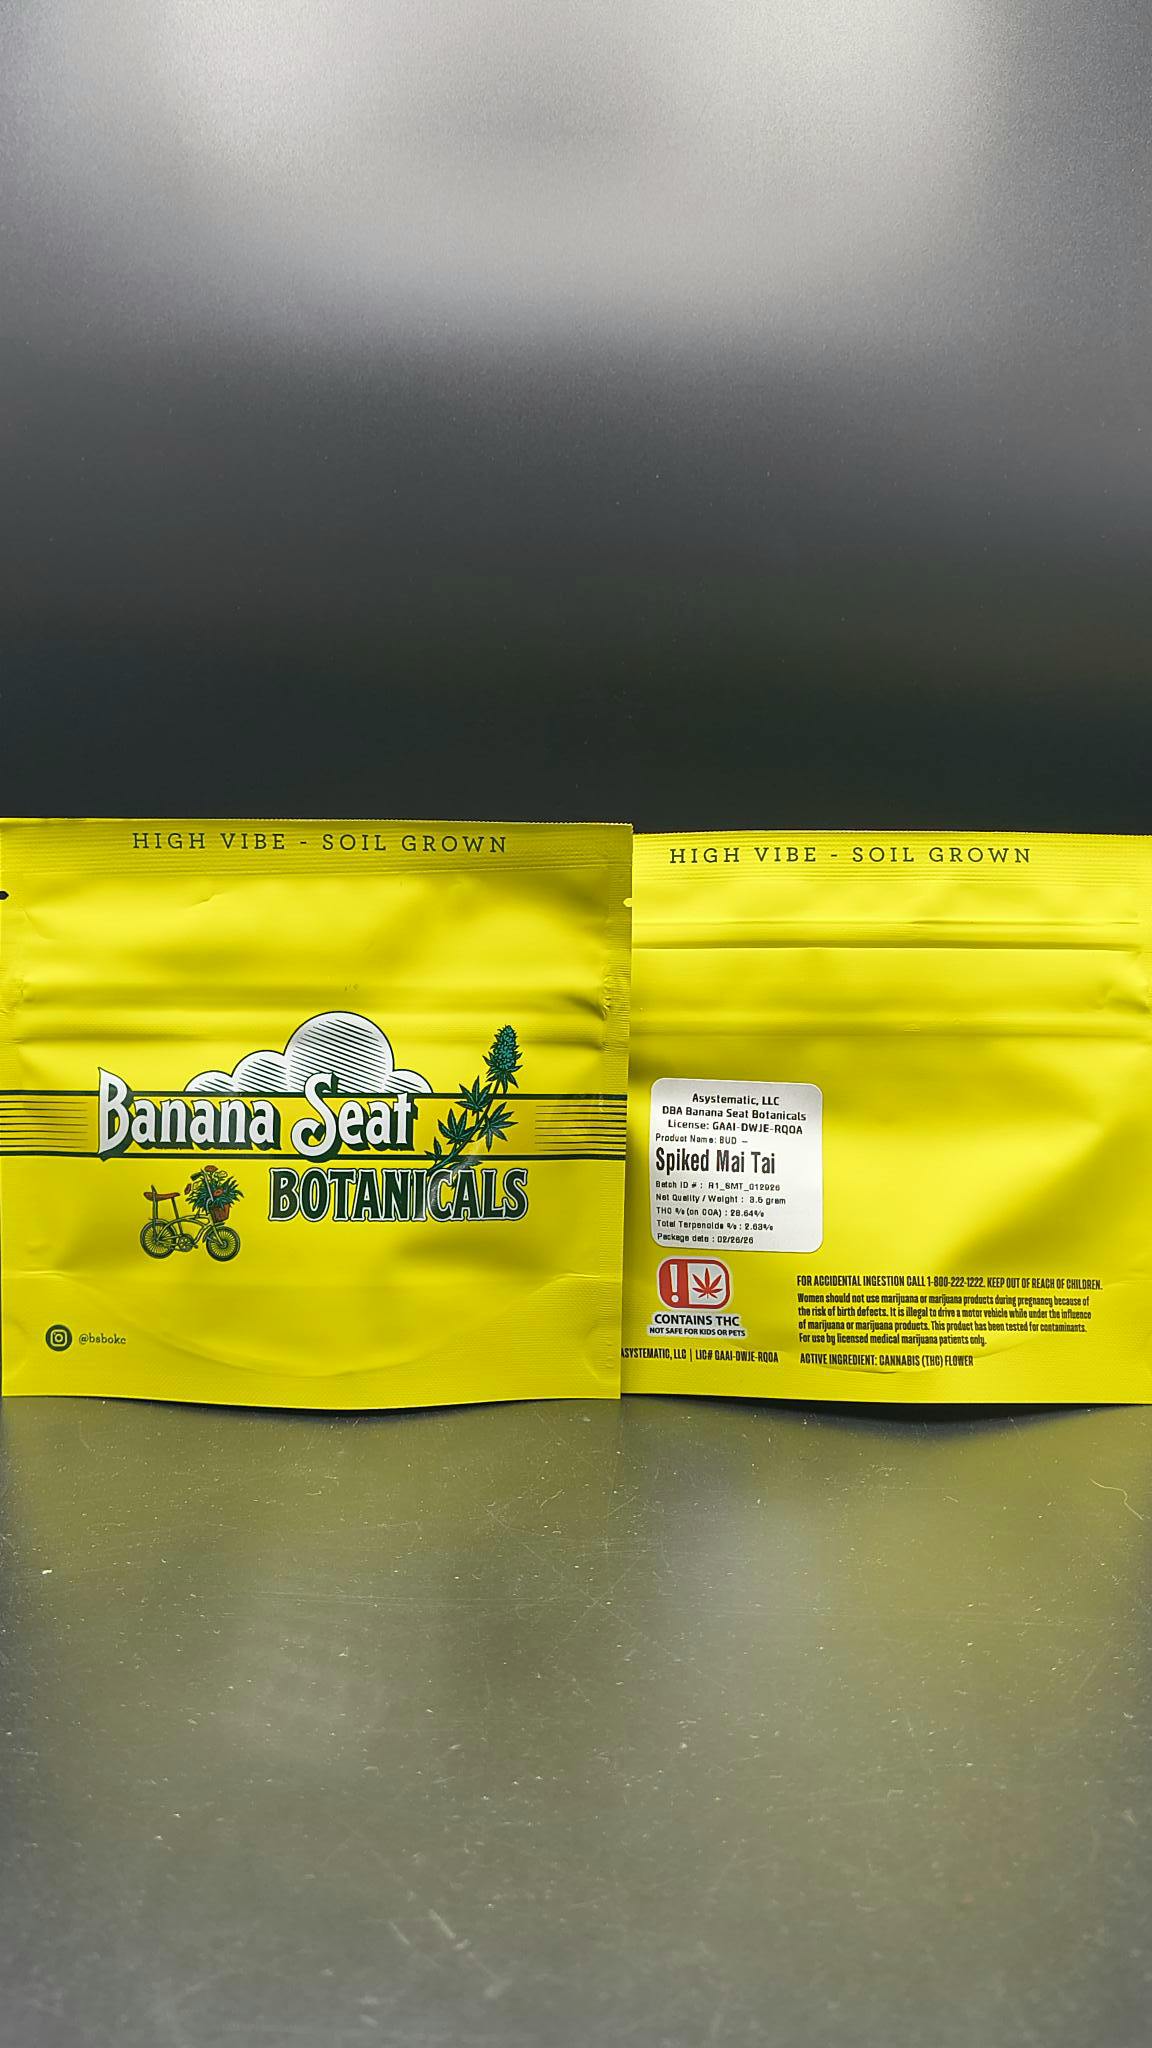 HIGH VIBE - SOIL GROWN
Banana Seat
BOTANICALS
@bsbokc
HIGH VIBE - SOIL GROWN
Asystematic, LLC
DBA Banana Seat Botanicals
License: GAAI-DWJE-RQOA
Product Name: BUD -
Spiked Mai Tai
Batch ID # : R1_SMT_012926
Net Quality / Weight : 3.5 gram
THC % (on COA) : 28.64%
Total Terpenoids % : 2.63%
Package date : 02/26/26
CONTAINS THC
NOT SAFE FOR KIDS OR PETS
ASYSTEMATIC, LLC | LIC# GAAI-DWJE-RQOA
FOR ACCIDENTAL INGESTION CALL 1-800-222-1222. KEEP OUT OF REACH OF CHILDREN.
Women should not use marijuana or marijuana products during pregnancy because of
the risk of birth defects. It is illegal to drive a motor vehicle while under the influence
of marijuana or marijuana products. This product has been tested for contaminants.
For use by licensed medical marijuana patients only.
ACTIVE INGREDIENT: CANNABIS (THC) FLOWER